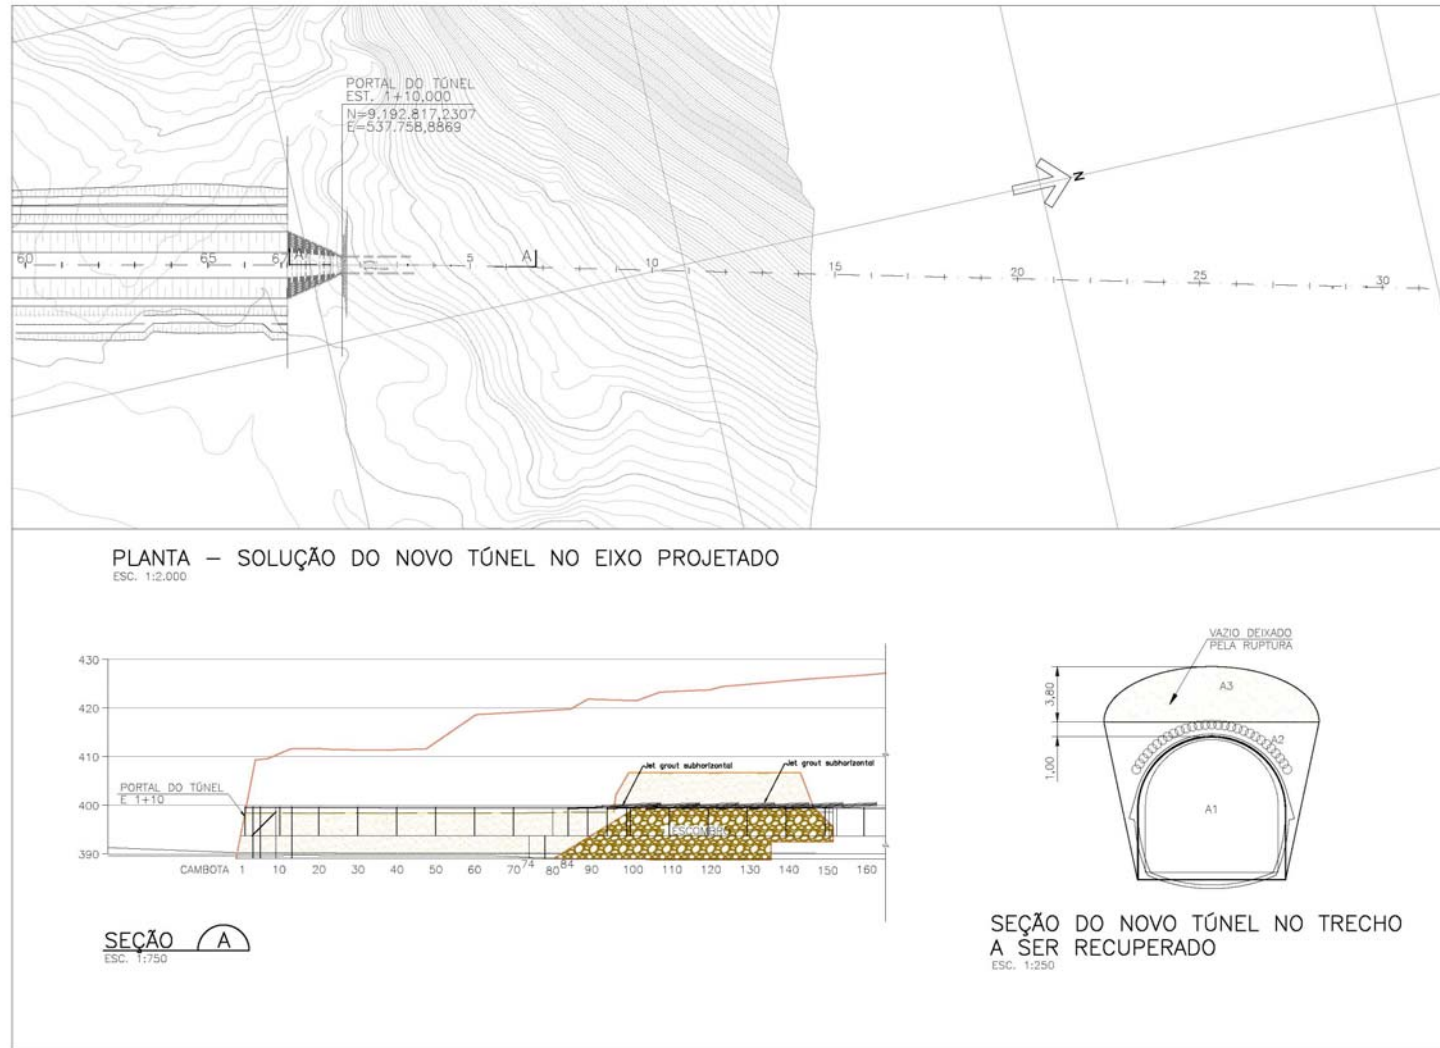 PORTAL DO TÚNEL
EST. 1+10,000
N=9.192.817,2307
E=537.758,8869
60
65
67
A
5
A
10
15
20
25
30
N
PLANTA – SOLUÇÃO DO NOVO TÚNEL NO EIXO PROJETADO
ESC. 1:2.000
430
420
410
400
390
PORTAL DO TÚNEL
E 1+10
Jet grout subhorizontal
Jet grout subhorizontal
ESCOMBRO
CAMBOTA 1 10 20 30 40 50 60 70 74 80 84 90 100 110 120 130 140 150 160
SEÇÃO A
ESC. 1:750
VAZIO DEIXADO
PELA RUPTURA
3,80
1,00
A3
A2
A1
SEÇÃO DO NOVO TÚNEL NO TRECHO
A SER RECUPERADO
ESC. 1:250